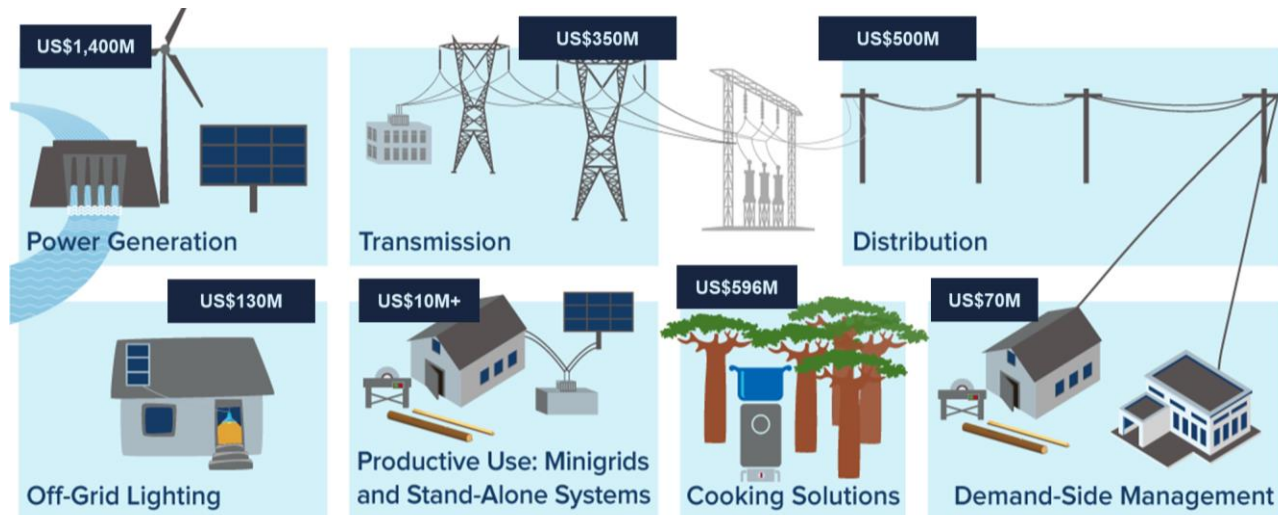 US$1,400M
Power Generation
US$350M
Transmission
US$500M
Distribution
US$130M
Off-Grid Lighting
US$10M+
Productive Use: Minigrids
and Stand-Alone Systems
US$596M
Cooking Solutions
US$70M
Demand-Side Management